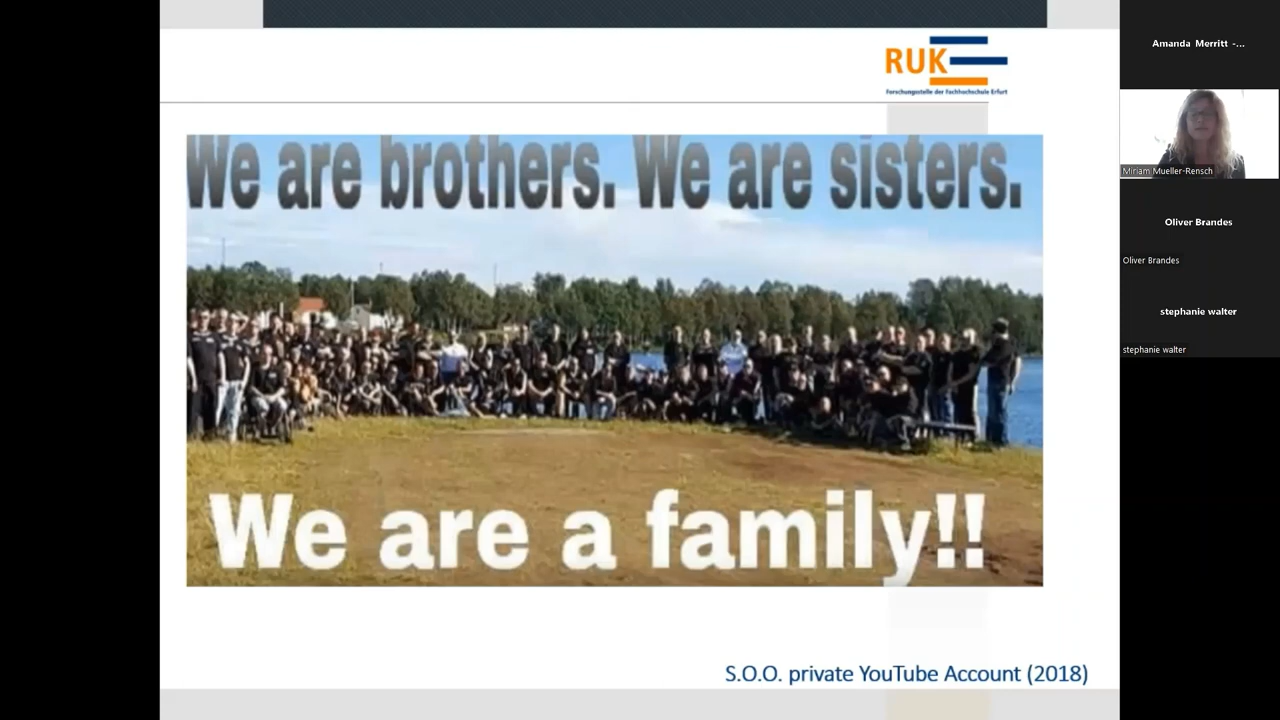 RUK
Forschungsstelle der Fachhochschule Erfurt
We are brothers. We are sisters.
We are a family!!
S.O.O. private YouTube Account (2018)
Amanda Merritt -...
Miriam Mueller-Rensch
Oliver Brandes
Oliver Brandes
stephanie walter
stephanie walter